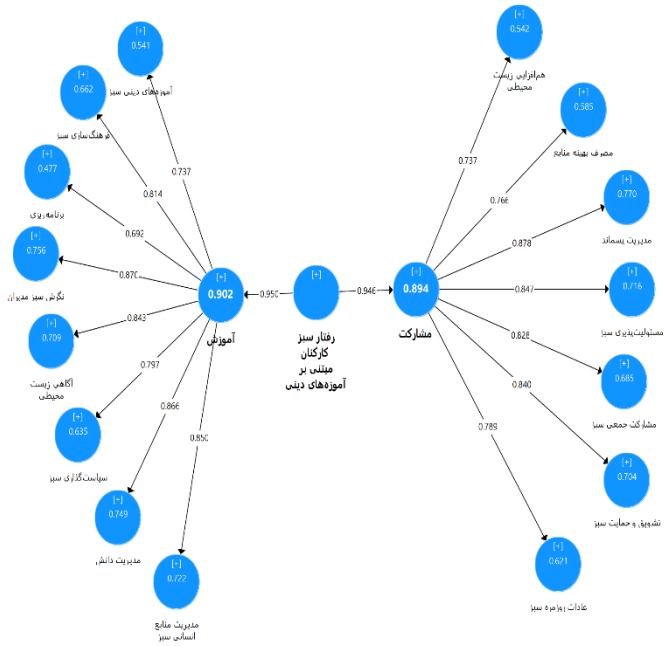 [+]
0.541
آموزه‌های دینی سبز
[+]
0.662
فرهنگ‌سازی سبز
[+]
0.477
برنامه‌ریزی
[+]
0.756
نگرش سبز مدیران
[+]
0.709
آگاهی زیست
محیطی
[+]
0.635
سیاست‌گذاری سبز
[+]
0.749
مدیریت دانش
[+]
0.722
مدیریت منابع
انسانی سبز
0.737
0.814
0.692
0.870
0.843
0.797
0.866
0.850
[+]
0.902
آموزش
0.950
[+]
رفتار سبز
کارکنان
مبتنی بر
آموزه‌های دینی
0.946
[+]
0.894
مشارکت
0.737
0.766
0.878
0.847
0.828
0.840
0.789
[+]
0.542
هم‌افزایی زیست
محیطی
[+]
0.585
مصرف بهینه منابع
[+]
0.770
مدیریت پسماند
[+]
0.716
مسئولیت‌پذیری سبز
[+]
0.685
مشارکت جمعی سبز
[+]
0.704
تشویق و حمایت سبز
[+]
0.621
عادات روزمره سبز